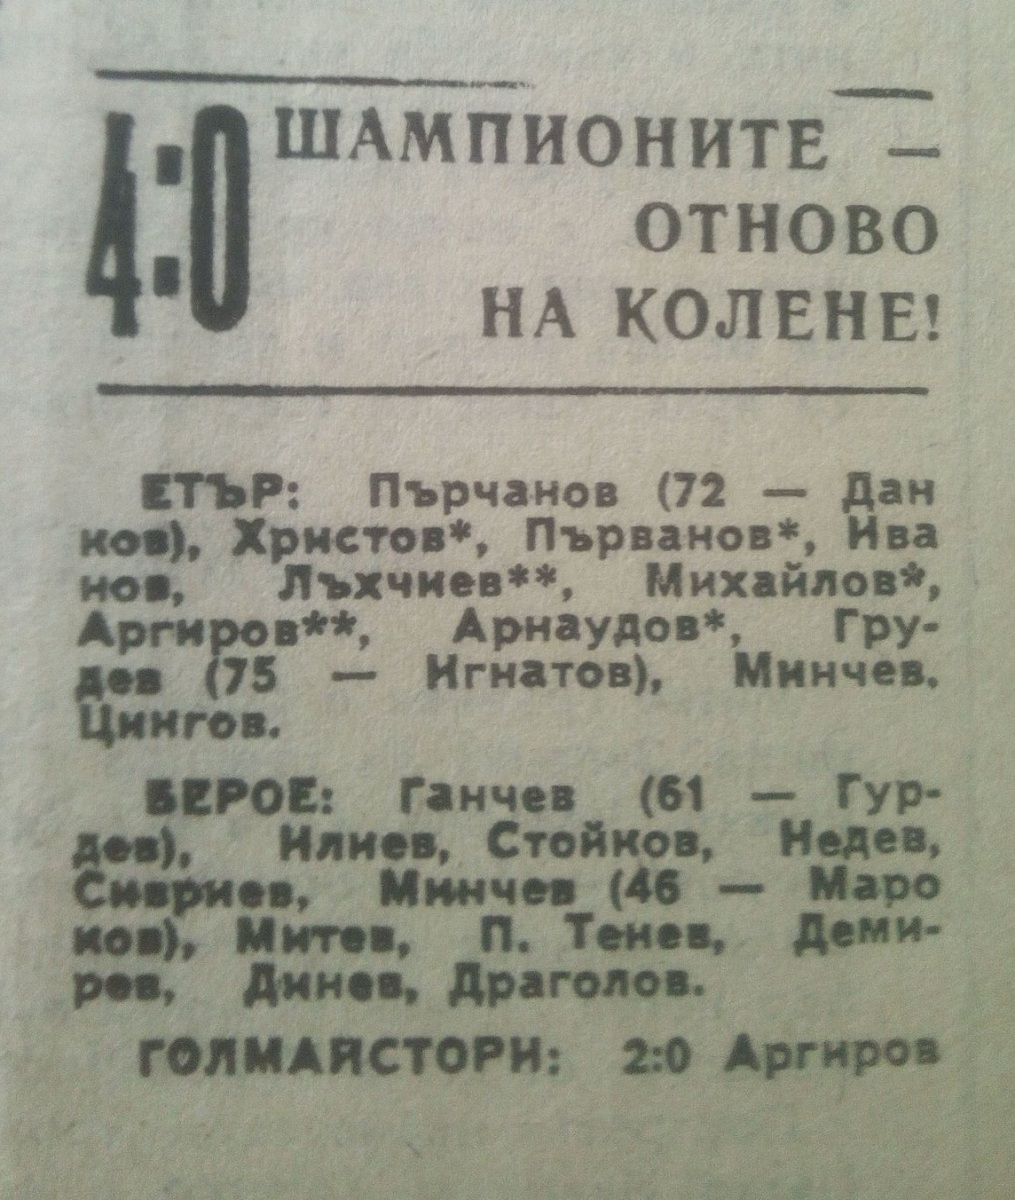 4:0 ШАМПИОНИТЕ —
ОТНОВО
НА КОЛЕНЕ!
ЕТЪР: Пърчанов (72 — Дан
ков), Христов*, Първанов*, Ива
нов, Лъхчиев**, Михайлов*,
Аргиров**, Арнаудов*, Гру-
дев (75 — Игнатов), Минчев,
Цингов.
БЕРОЕ: Ганчев (61 — Гур-
дев), Илиев, Стойков, Недев,
Сивриев, Минчев (46 — Маро
ков), Митев, П. Тенев, Деми-
рев, Динев, Драголов.
ГОЛМАЙСТОРИ: 2:0 Аргиров